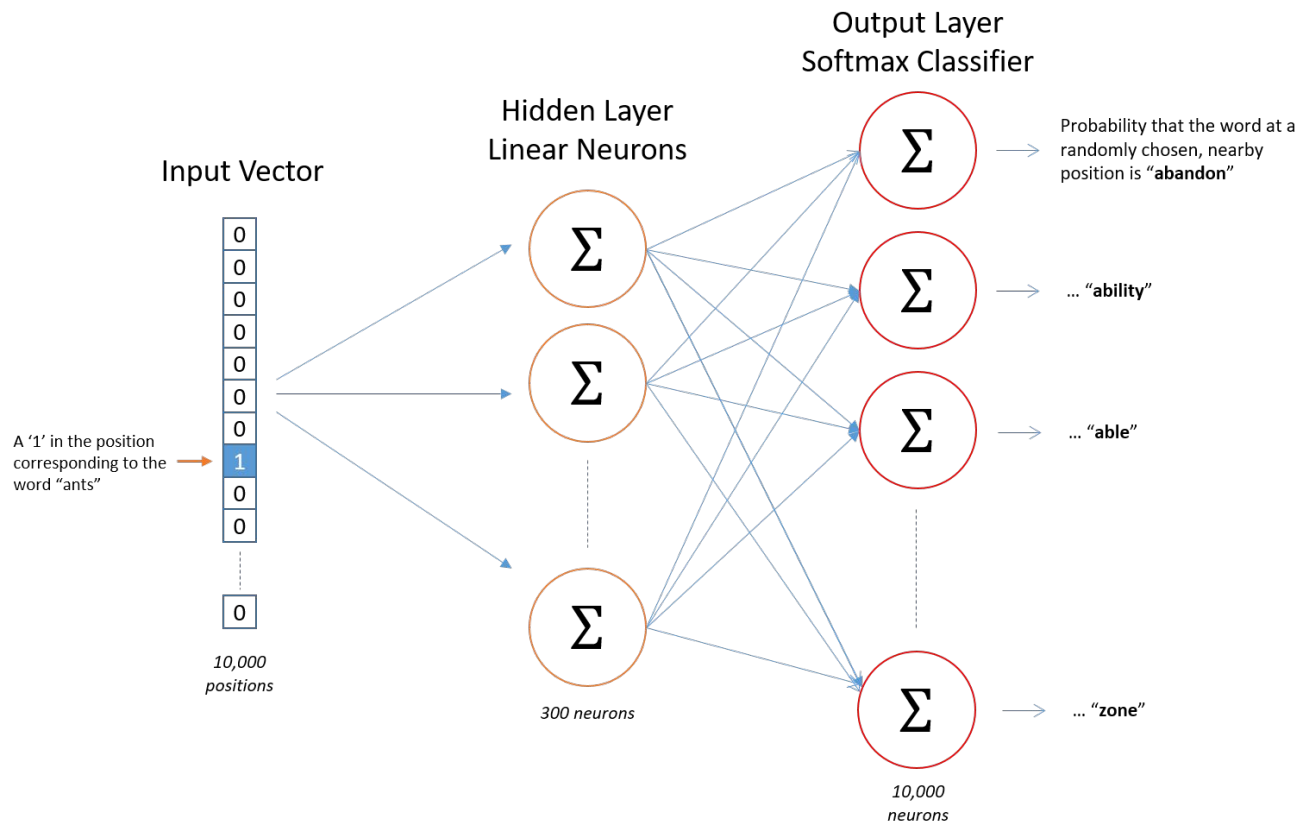 Output Layer
Softmax Classifier
Hidden Layer
Linear Neurons
Input Vector
0
0
0
0
0
0
0
1
0
0
0
A ‘1’ in the position
corresponding to the
word “ants”
10,000
positions
Σ
Σ
Σ
300 neurons
Σ
Probability that the word at a
randomly chosen, nearby
position is “abandon”
Σ
... “ability”
Σ
... “able”
Σ
... “zone”
10,000
neurons